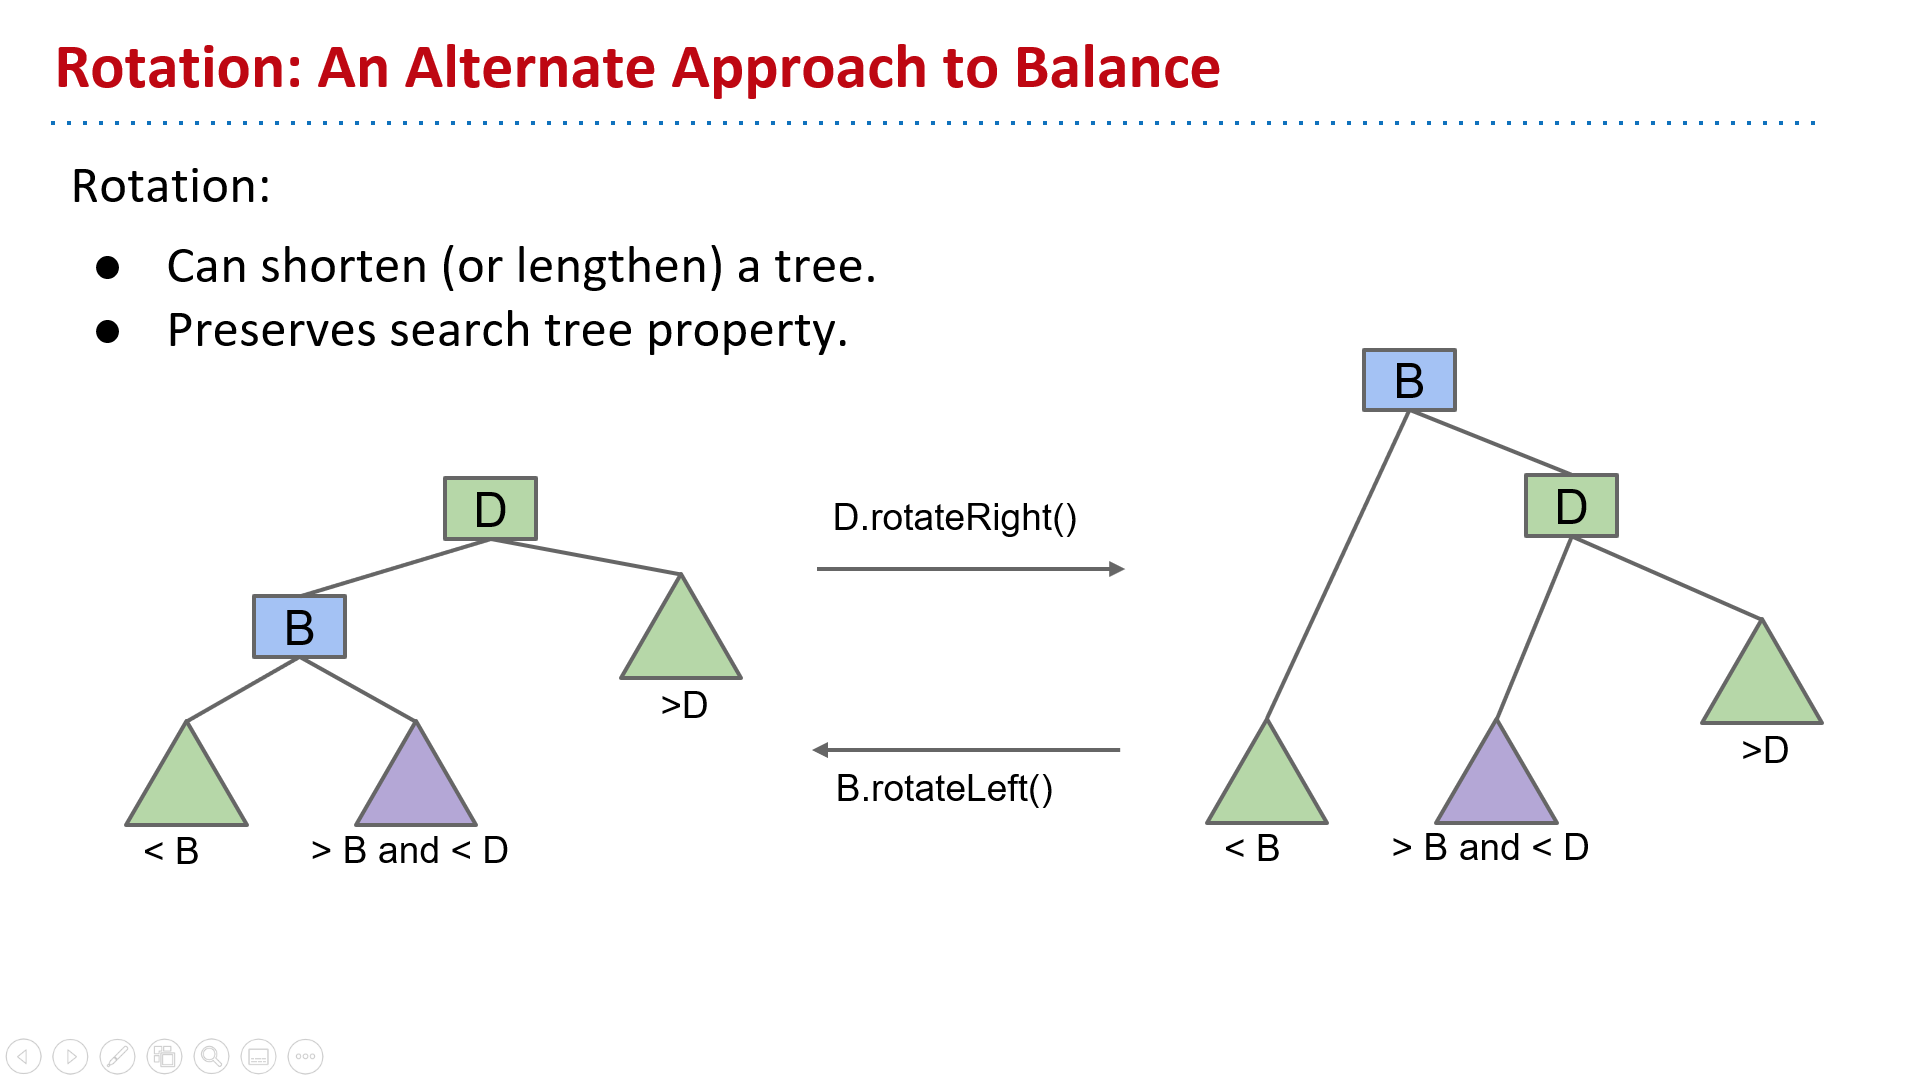 Rotation: An Alternate Approach to Balance
Rotation:
● Can shorten (or lengthen) a tree.
● Preserves search tree property.
D
B
>D
< B
> B and < D
D.rotateRight()
B.rotateLeft()
B
D
>D
< B
> B and < D